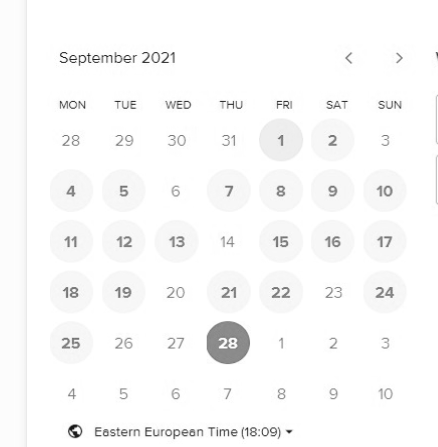 September 2021
MON TUE WED THU FRI SAT SUN
28 29 30 31 1 2 3
4 5 6 7 8 9 10
11 12 13 14 15 16 17
18 19 20 21 22 23 24
25 26 27 28 1 2 3
4 5 6 7 8 9 10
Eastern European Time (18:09)